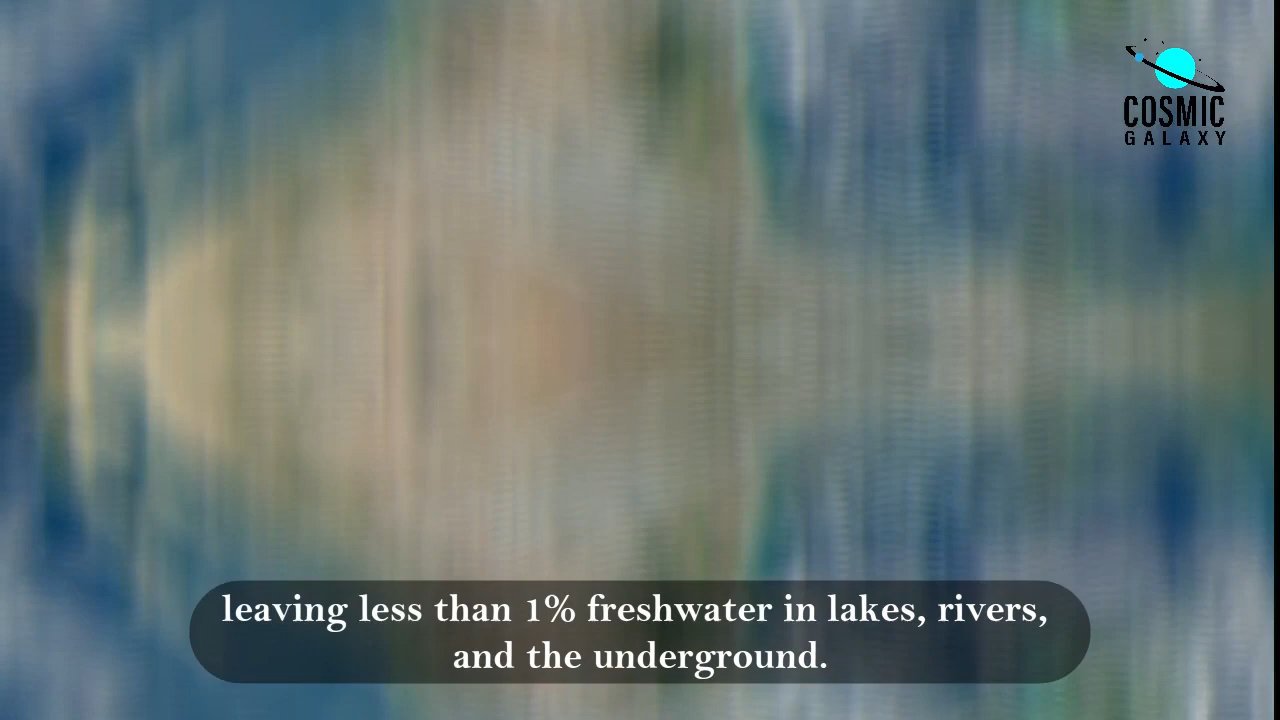 COSMIC
GALAXY
leaving less than 1% freshwater in lakes, rivers,
and the underground.